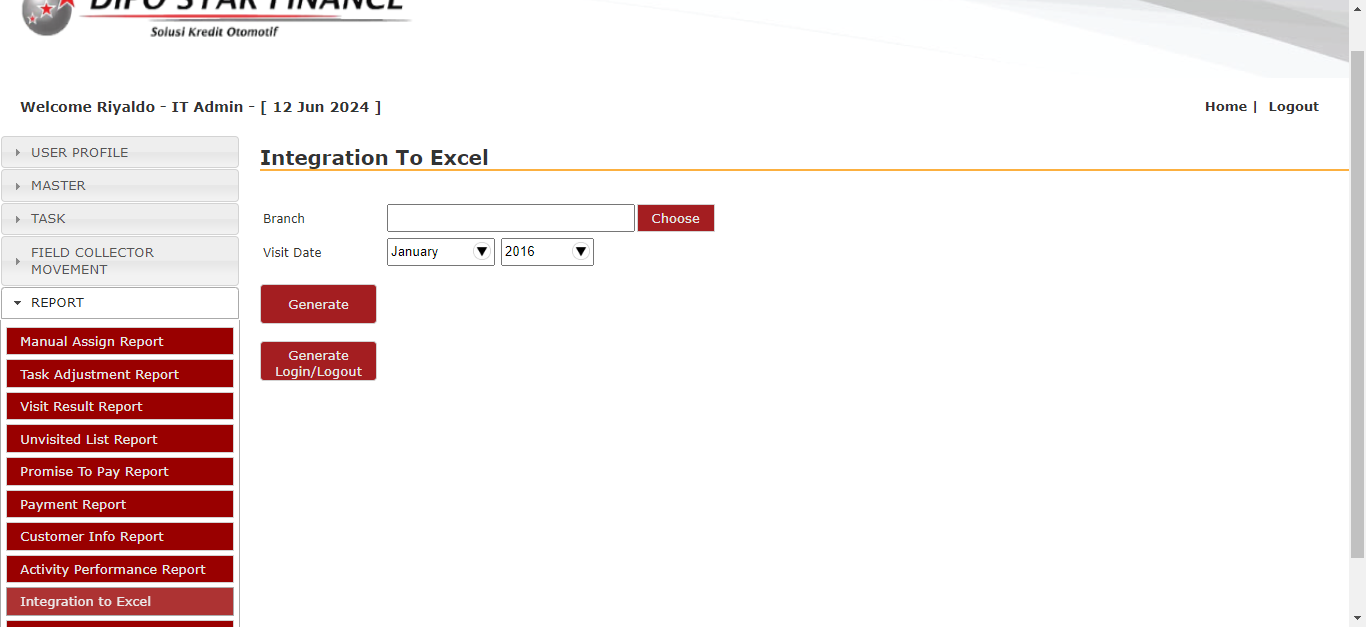 DIPO STAR FINANCE
Solusi Kredit Otomotif
Welcome Riyaldo - IT Admin - [ 12 Jun 2024 ]
Home | Logout
USER PROFILE
MASTER
TASK
FIELD COLLECTOR
MOVEMENT
REPORT
Manual Assign Report
Task Adjustment Report
Visit Result Report
Unvisited List Report
Promise To Pay Report
Payment Report
Customer Info Report
Activity Performance Report
Integration to Excel
Integration To Excel
Branch
Choose
Visit Date
January
2016
Generate
Generate
Login/Logout